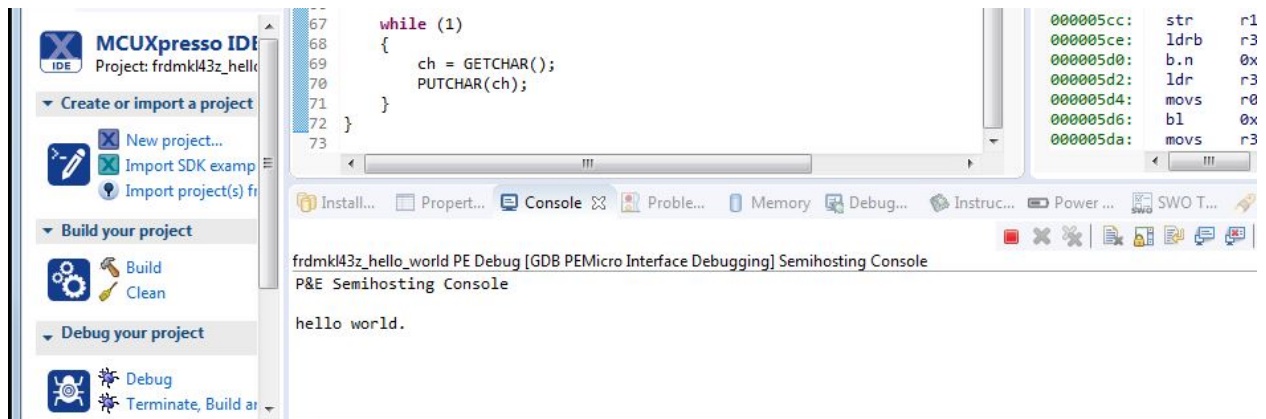 MCUXpresso IDE
IDE
Project: frdmkl43z_hello
Create or import a project
New project...
Import SDK examp
Import project(s) fr
Build your project
Build
Clean
Debug your project
Debug
Terminate, Build an
67 while (1)
68 {
69 ch = GETCHAR();
70 PUTCHAR(ch);
71 }
72 }
73
000005cc: str r1
000005ce: ldrb r3
000005d0: b.n 0x
000005d2: ldr r3
000005d4: movs r0
000005d6: bl 0x
000005da: movs r3
Install... Propert... Console Proble... Memory Debug... Instruc... Power ... SWO T...
frdmkl43z_hello_world PE Debug [GDB PEMicro Interface Debugging] Semihosting Console
P&E Semihosting Console
hello world.